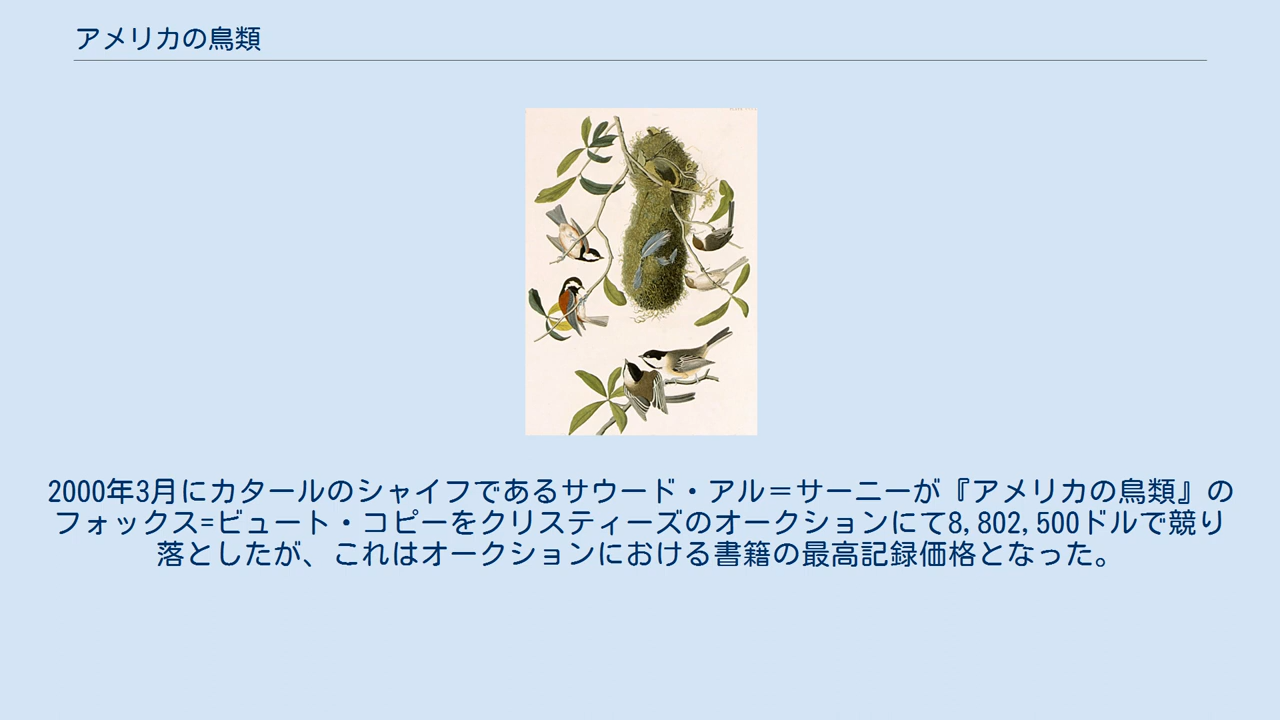 アメリカの鳥類
2000年3月にカタールのシャイフであるサウード・アル＝サーニーが『アメリカの鳥類』の
フォックス=ビュート・コピーをクリスティーズのオークションにて8,802,500ドルで競り
落としたが、これはオークションにおける書籍の最高記録価格となった。